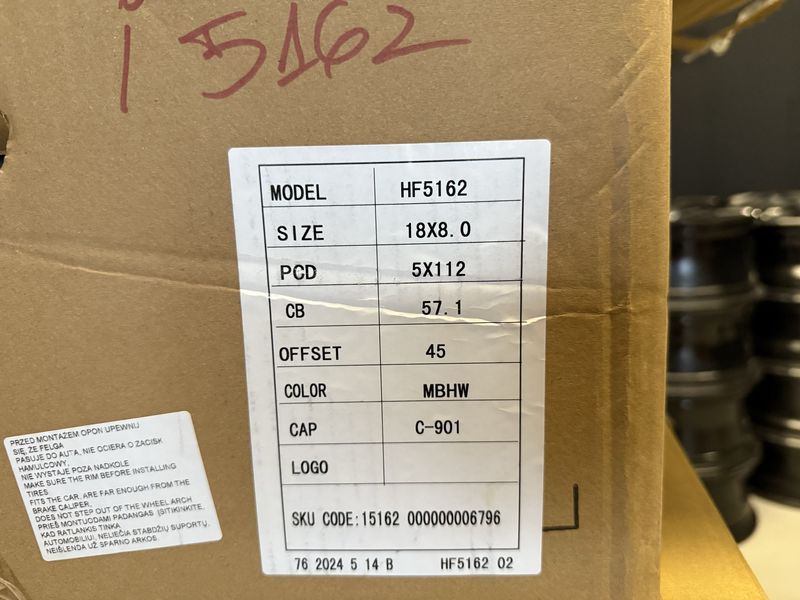 15162
MODEL HF5162
SIZE 18X8.0
PCD 5X112
CB 57.1
OFFSET 45
COLOR MBHW
CAP C-901
LOGO
SKU CODE:15162 000000006796
76 2024 5 14 B HF5162 02
PRZED MONTAŻEM OPON UPEWNIJ
SIĘ, ŻE FELGA
PASUJE DO AUTA, NIE OCIERA O ZACISK
HAMULCOWY,
NIE WYSTAJE POZA NADKOLE
MAKE SURE THE RIM BEFORE INSTALLING
TIRES
FITS THE CAR. ARE FAR ENOUGH FROM THE
BRAKE CALIPER.
DOES NOT STEP OUT OF THE WHEEL ARCH
PRIEŠ MONTUODAMI PADANGAS ĮSITIKINKITE,
KAD RATLANKIS TINKA
AUTOMOBILIUI, NELIEČIA STABDŽIŲ SUPORTŲ,
NEIŠLENDA UŽ SPARNO ARKOS.